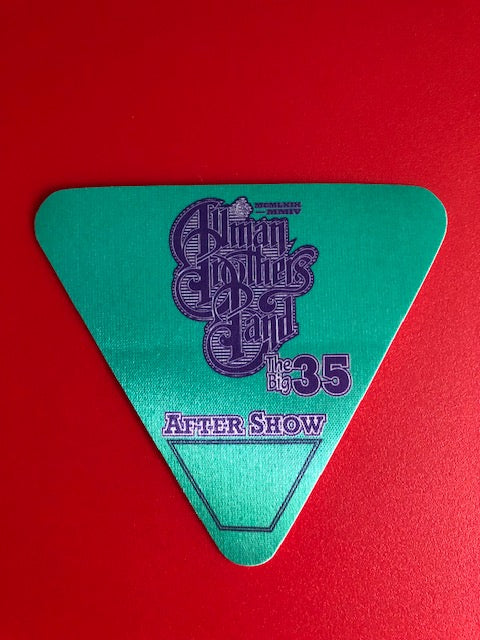 MCMLXIX
—MMIV
Allman
Brothers
Band
The
Big 35
After Show